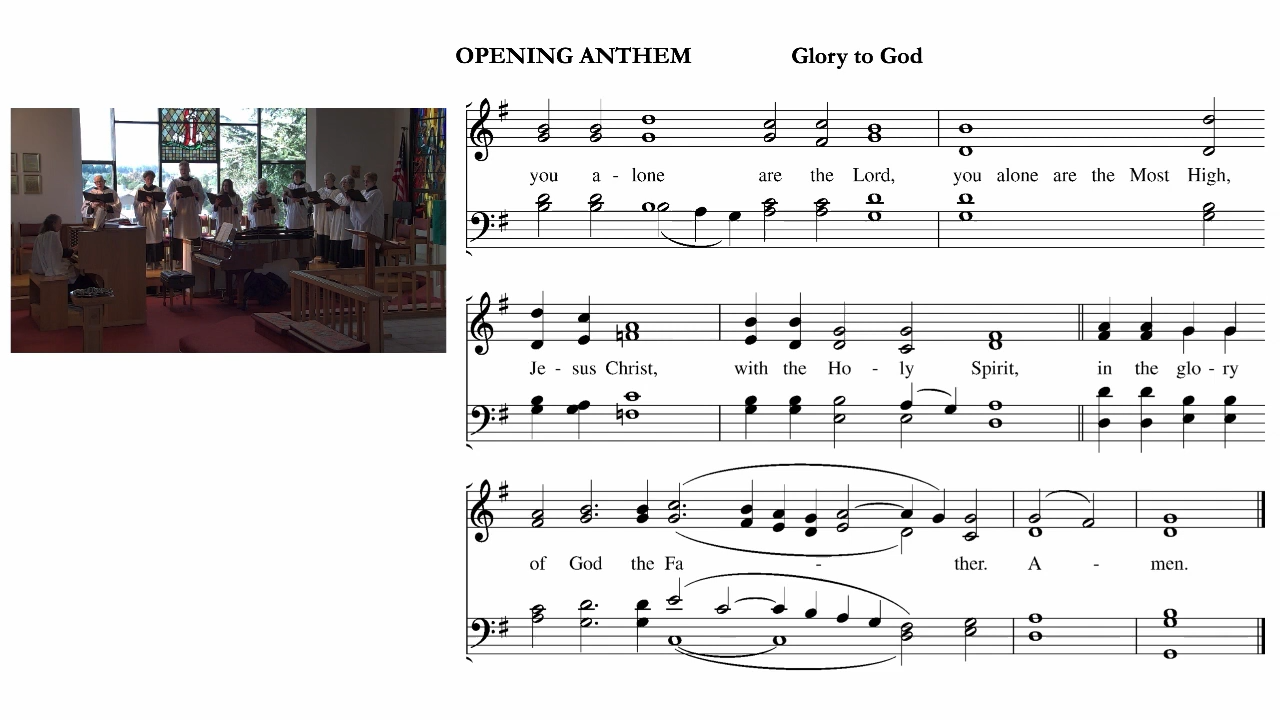 OPENING ANTHEM Glory to God
you a - lone are the Lord, you alone are the Most High,
Je - sus Christ, with the Ho - ly Spirit, in the glo - ry
of God the Fa - ther. A - men.